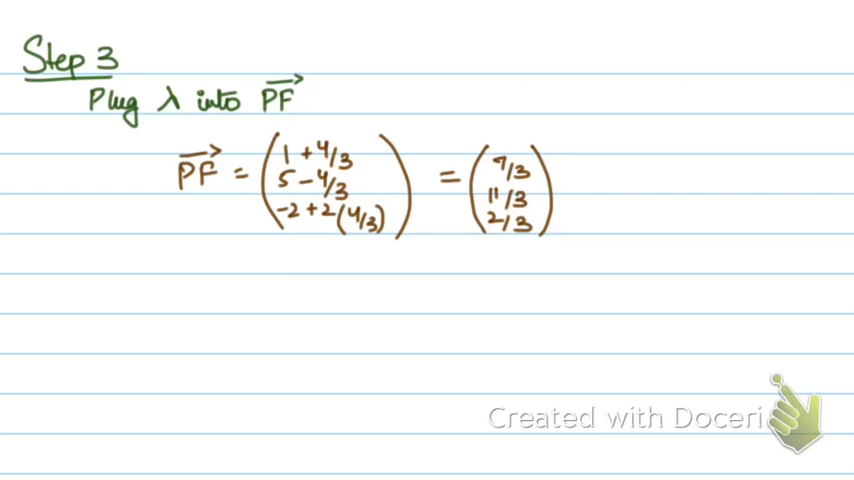 Step 3
Plug λ into PF→
PF→ = (1 + 4/3, 5 - 4/3, -2 + 2(4/3)) = (7/3, 11/3, 2/3)
Created with Doceri